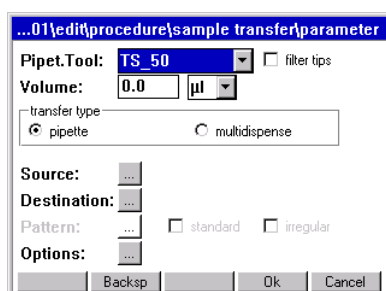 ...01\edit\procedure\sample transfer\parameter
Pipet.Tool: TS_50 filter tips
Volume: 0.0 µl
transfer type
pipette multidispense
Source: ...
Destination: ...
Pattern: ... standard irregular
Options: ...
Backsp Ok Cancel